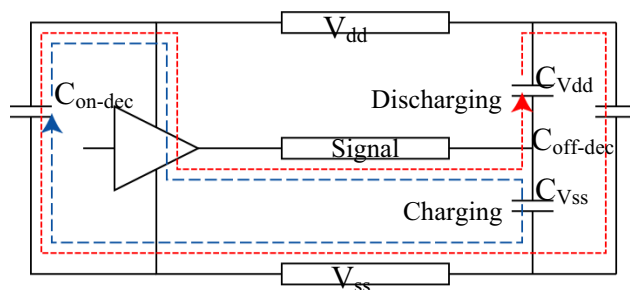 Vdd
Con-dec
CVdd
Discharging
Signal
Coff-dec
CVss
Charging
Vss